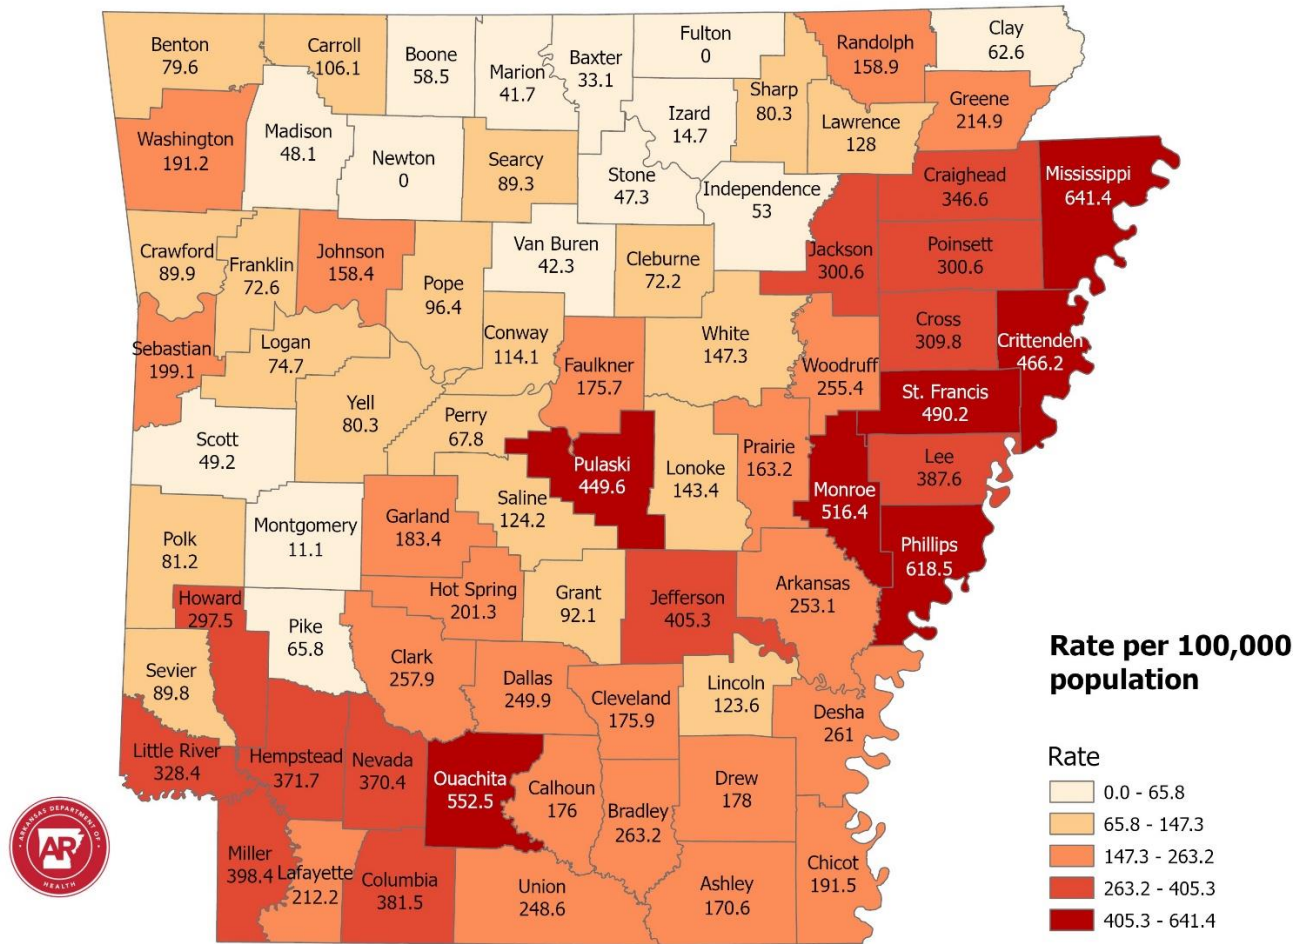 Benton
79.6
Carroll
106.1
Boone
58.5
Marion
41.7
Baxter
33.1
Fulton
0
Randolph
158.9
Clay
62.6
Washington
191.2
Madison
48.1
Newton
0
Searcy
89.3
Stone
47.3
Izard
14.7
Sharp
80.3
Lawrence
128
Greene
214.9
Independence
53
Craighead
346.6
Mississippi
641.4
Crawford
89.9
Franklin
72.6
Johnson
158.4
Pope
96.4
Van Buren
42.3
Cleburne
72.2
Jackson
300.6
Poinsett
300.6
Sebastian
199.1
Logan
74.7
Conway
114.1
Faulkner
175.7
White
147.3
Woodruff
255.4
Cross
309.8
Crittenden
466.2
Scott
49.2
Yell
80.3
Perry
67.8
Pulaski
449.6
Lonoke
143.4
Prairie
163.2
Monroe
516.4
St. Francis
490.2
Lee
387.6
Polk
81.2
Montgomery
11.1
Garland
183.4
Saline
124.2
Phillips
618.5
Howard
297.5
Pike
65.8
Hot Spring
201.3
Grant
92.1
Jefferson
405.3
Arkansas
253.1
Sevier
89.8
Clark
257.9
Dallas
249.9
Cleveland
175.9
Lincoln
123.6
Desha
261
Little River
328.4
Hempstead
371.7
Nevada
370.4
Ouachita
552.5
Calhoun
176
Bradley
263.2
Drew
178
Miller
398.4
Lafayette
212.2
Columbia
381.5
Union
248.6
Ashley
170.6
Chicot
191.5
Rate per 100,000
population
Rate
0.0 - 65.8
65.8 - 147.3
147.3 - 263.2
263.2 - 405.3
405.3 - 641.4
ARKANSAS DEPARTMENT OF
AR
HEALTH